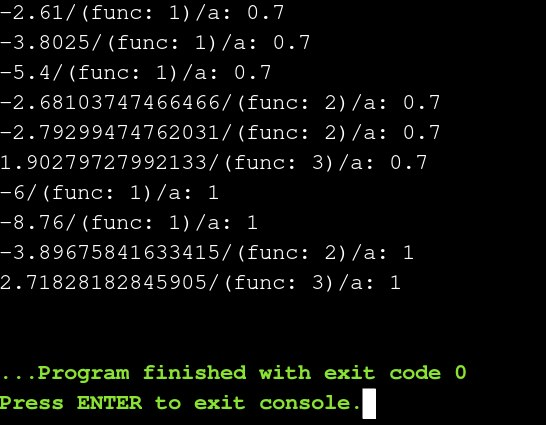 -2.61/(func: 1)/a: 0.7
-3.8025/(func: 1)/a: 0.7
-5.4/(func: 1)/a: 0.7
-2.68103747466466/(func: 2)/a: 0.7
-2.79299474762031/(func: 2)/a: 0.7
1.90279727992133/(func: 3)/a: 0.7
-6/(func: 1)/a: 1
-8.76/(func: 1)/a: 1
-3.89675841633415/(func: 2)/a: 1
2.71828182845905/(func: 3)/a: 1
...Program finished with exit code 0
Press ENTER to exit console.